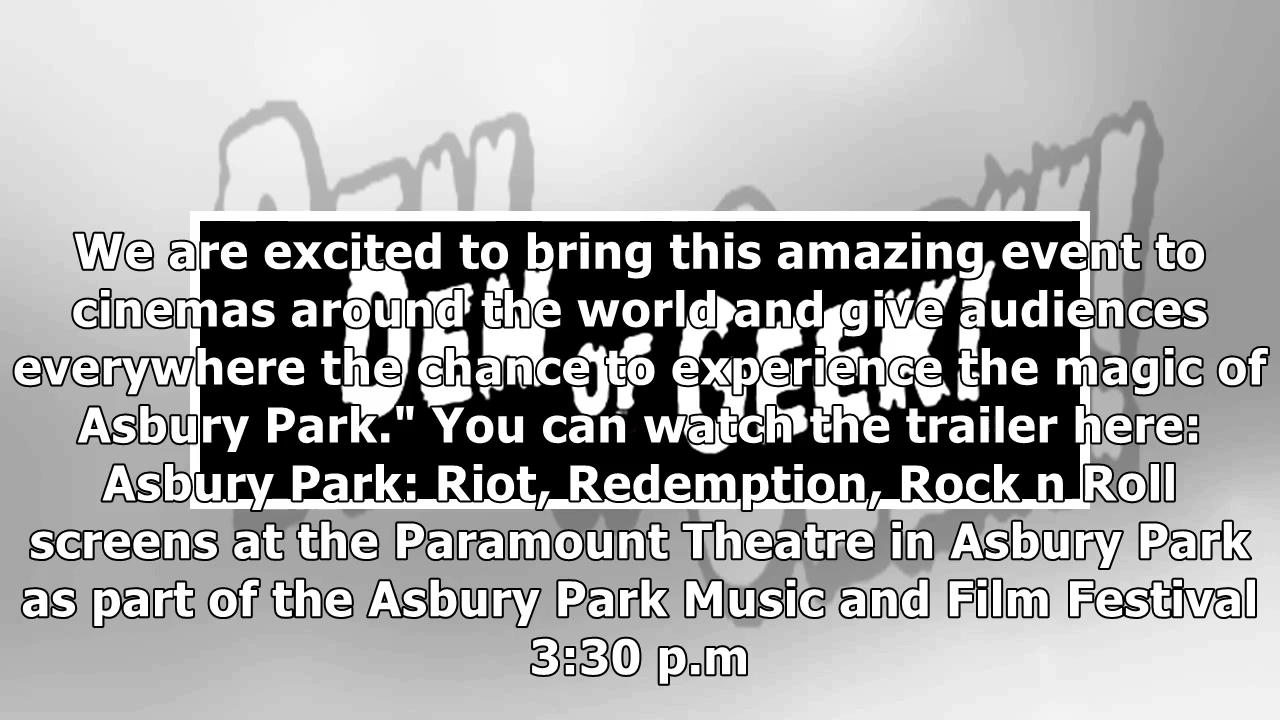 We are excited to bring this amazing event to
cinemas around the world and give audiences
everywhere the chance to experience the magic of
Asbury Park." You can watch the trailer here:
Asbury Park: Riot, Redemption, Rock n Roll
screens at the Paramount Theatre in Asbury Park
as part of the Asbury Park Music and Film Festival
3:30 p.m
DEN OF GEEK!